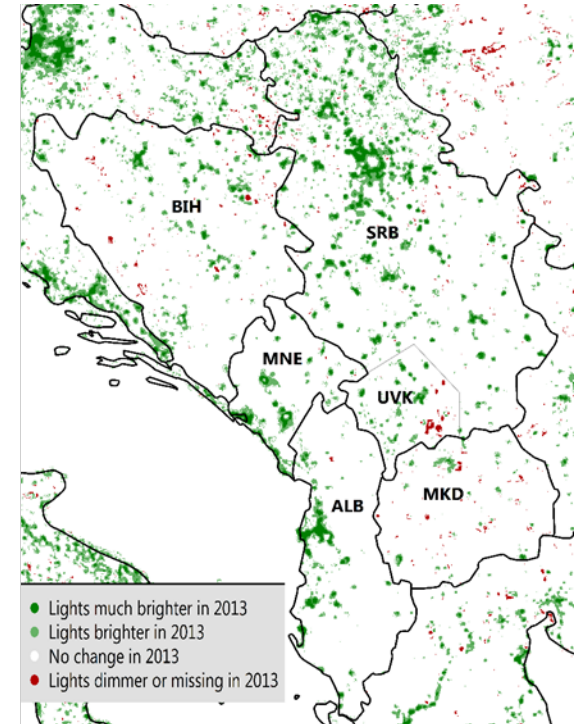 BIH
SRB
MNE
UVK
ALB
MKD
Lights much brighter in 2013
Lights brighter in 2013
No change in 2013
Lights dimmer or missing in 2013